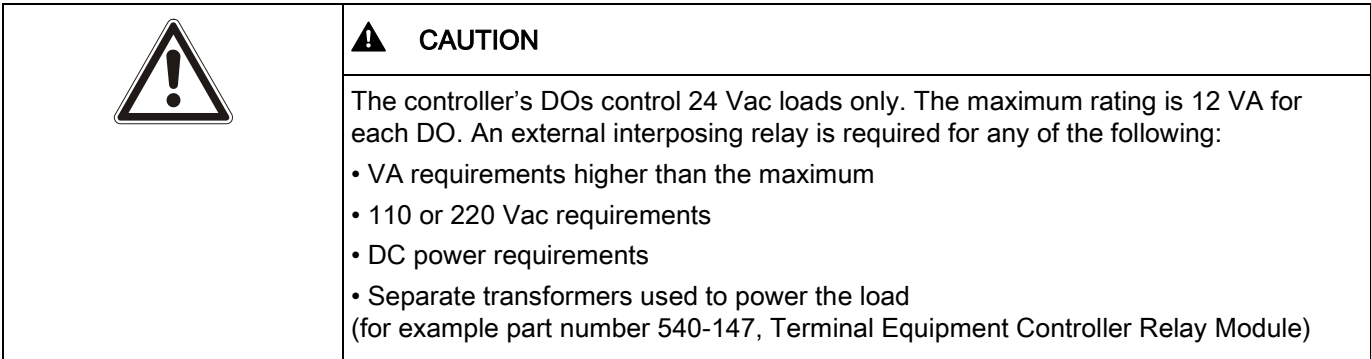 CAUTION
The controller's DOs control 24 Vac loads only. The maximum rating is 12 VA for
each DO. An external interposing relay is required for any of the following:
• VA requirements higher than the maximum
• 110 or 220 Vac requirements
• DC power requirements
• Separate transformers used to power the load
(for example part number 540-147, Terminal Equipment Controller Relay Module)